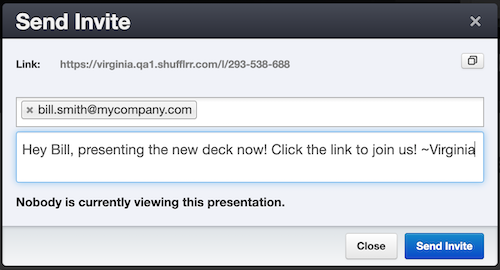 Send Invite
Link: https://virginia.qa1.shufflrr.com/l/293-538-688
bill.smith@mycompany.com
Hey Bill, presenting the new deck now! Click the link to join us! ~Virginia
Nobody is currently viewing this presentation.
Close Send Invite